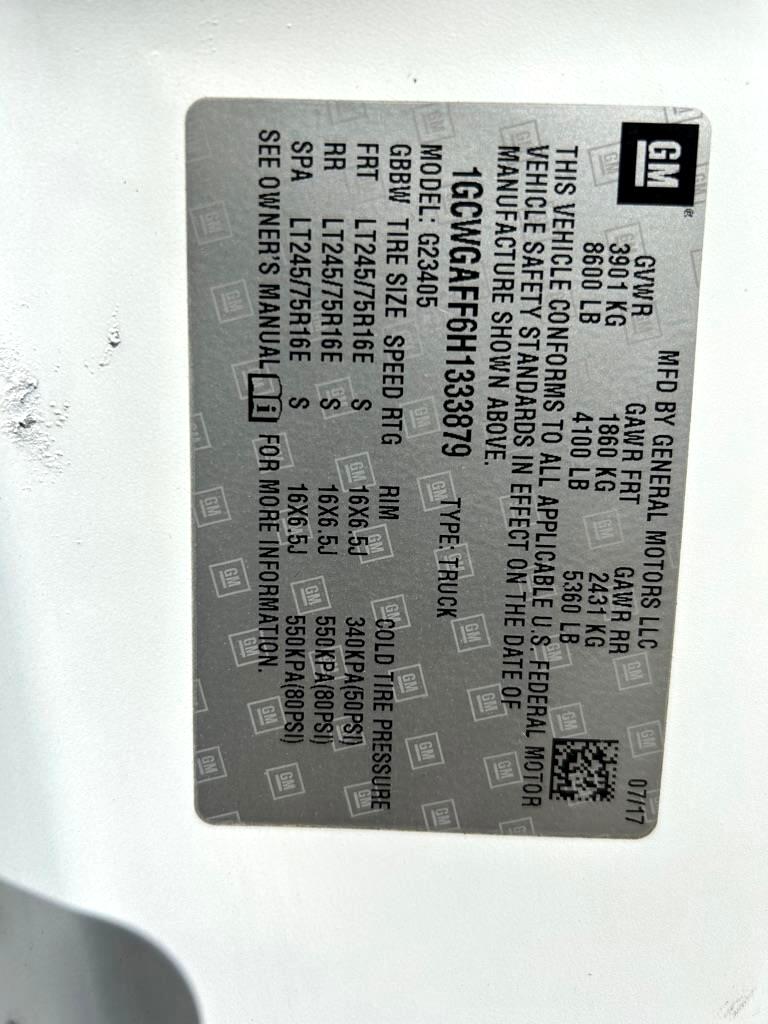 GM
MFD BY GENERAL MOTORS LLC 07/17
GVWR GAWR FRT GAWR RR
3901 KG 1860 KG 2431 KG
8600 LB 4100 LB 5360 LB
THIS VEHICLE CONFORMS TO ALL APPLICABLE U.S. FEDERAL MOTOR
VEHICLE SAFETY STANDARDS IN EFFECT ON THE DATE OF
MANUFACTURE SHOWN ABOVE.
1GCWGAFF6H1333879 TYPE: TRUCK
MODEL: G23405
GBBW TIRE SIZE SPEED RTG RIM COLD TIRE PRESSURE
FRT LT245/75R16E S 16X6.5J 340KPA(50PSI)
RR LT245/75R16E S 16X6.5J 550KPA(80PSI)
SPA LT245/75R16E S 16X6.5J 550KPA(80PSI)
SEE OWNER'S MANUAL i FOR MORE INFORMATION.